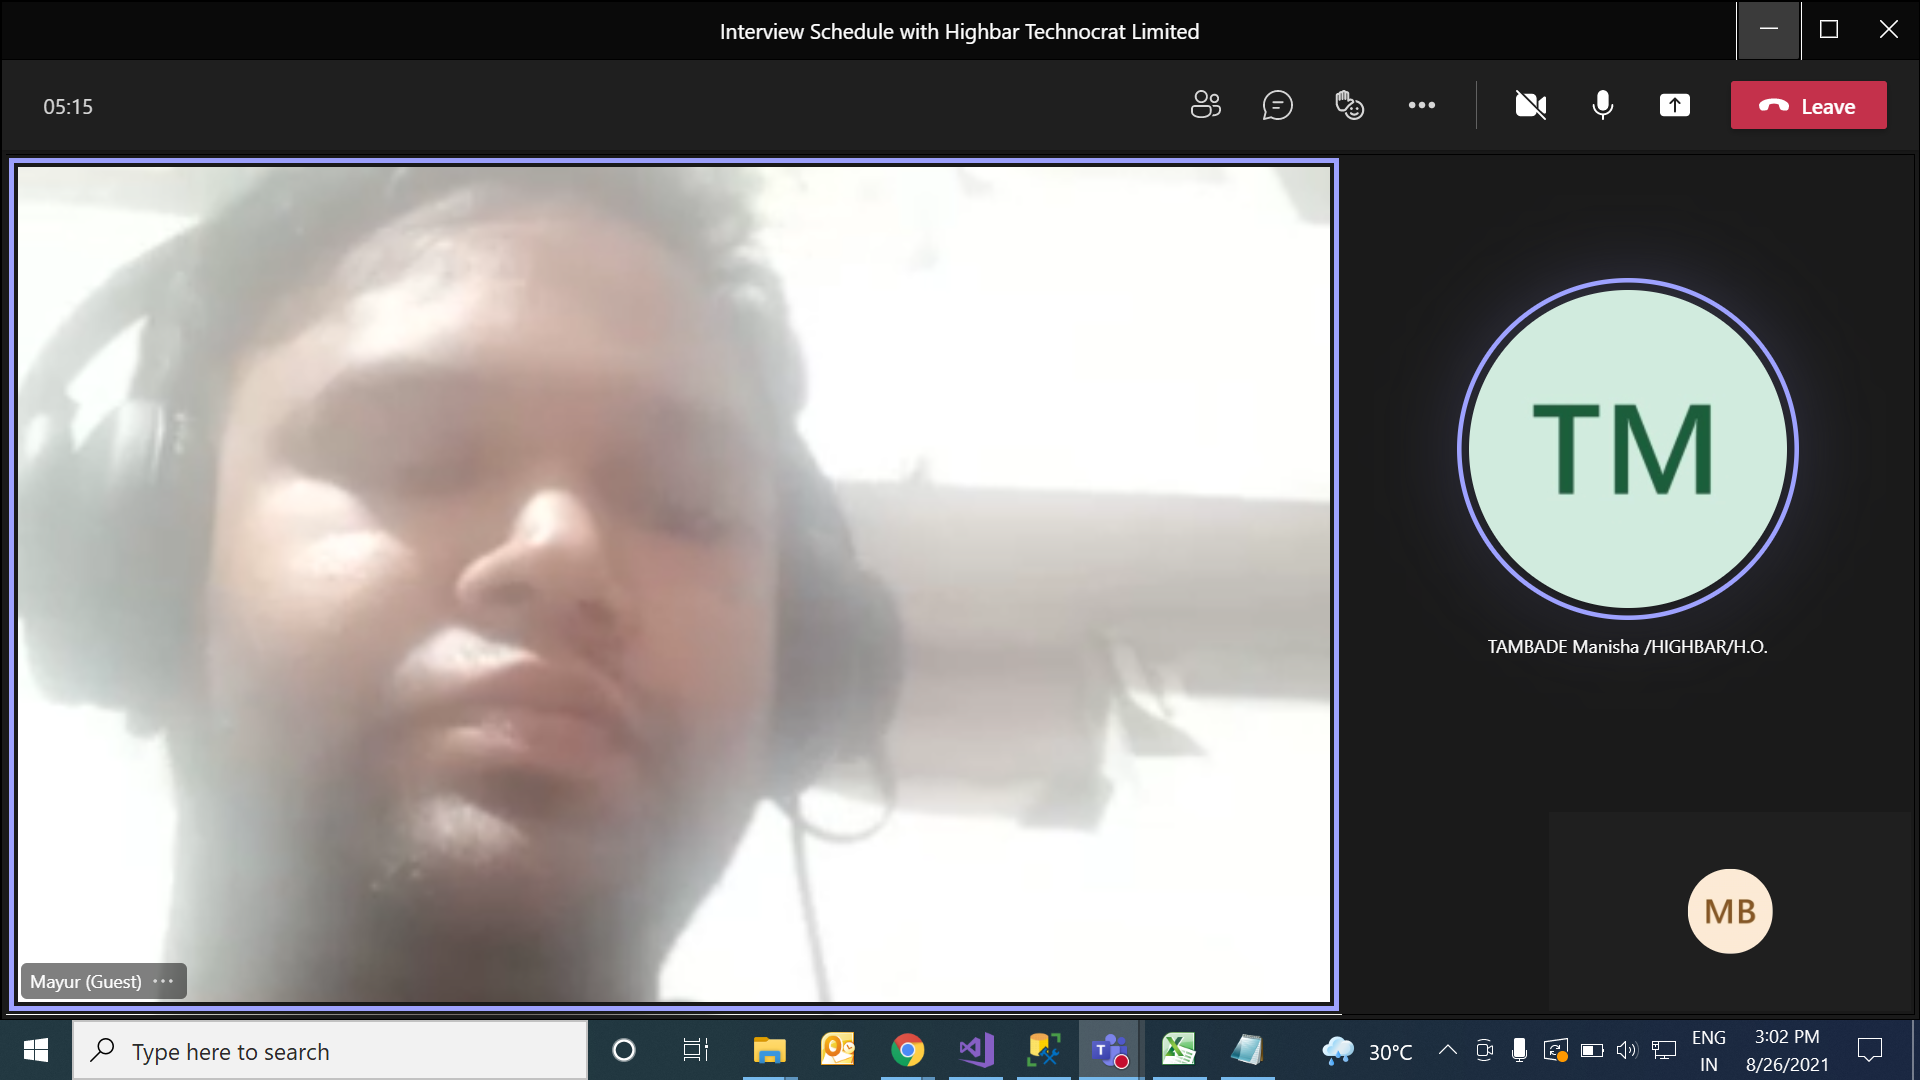 Interview Schedule with Highbar Technocrat Limited
05:15
Leave
TM
TAMBADE Manisha /HIGHBAR/H.O.
MB
Mayur (Guest)
Type here to search
30°C
ENG
IN
3:02 PM
8/26/2021